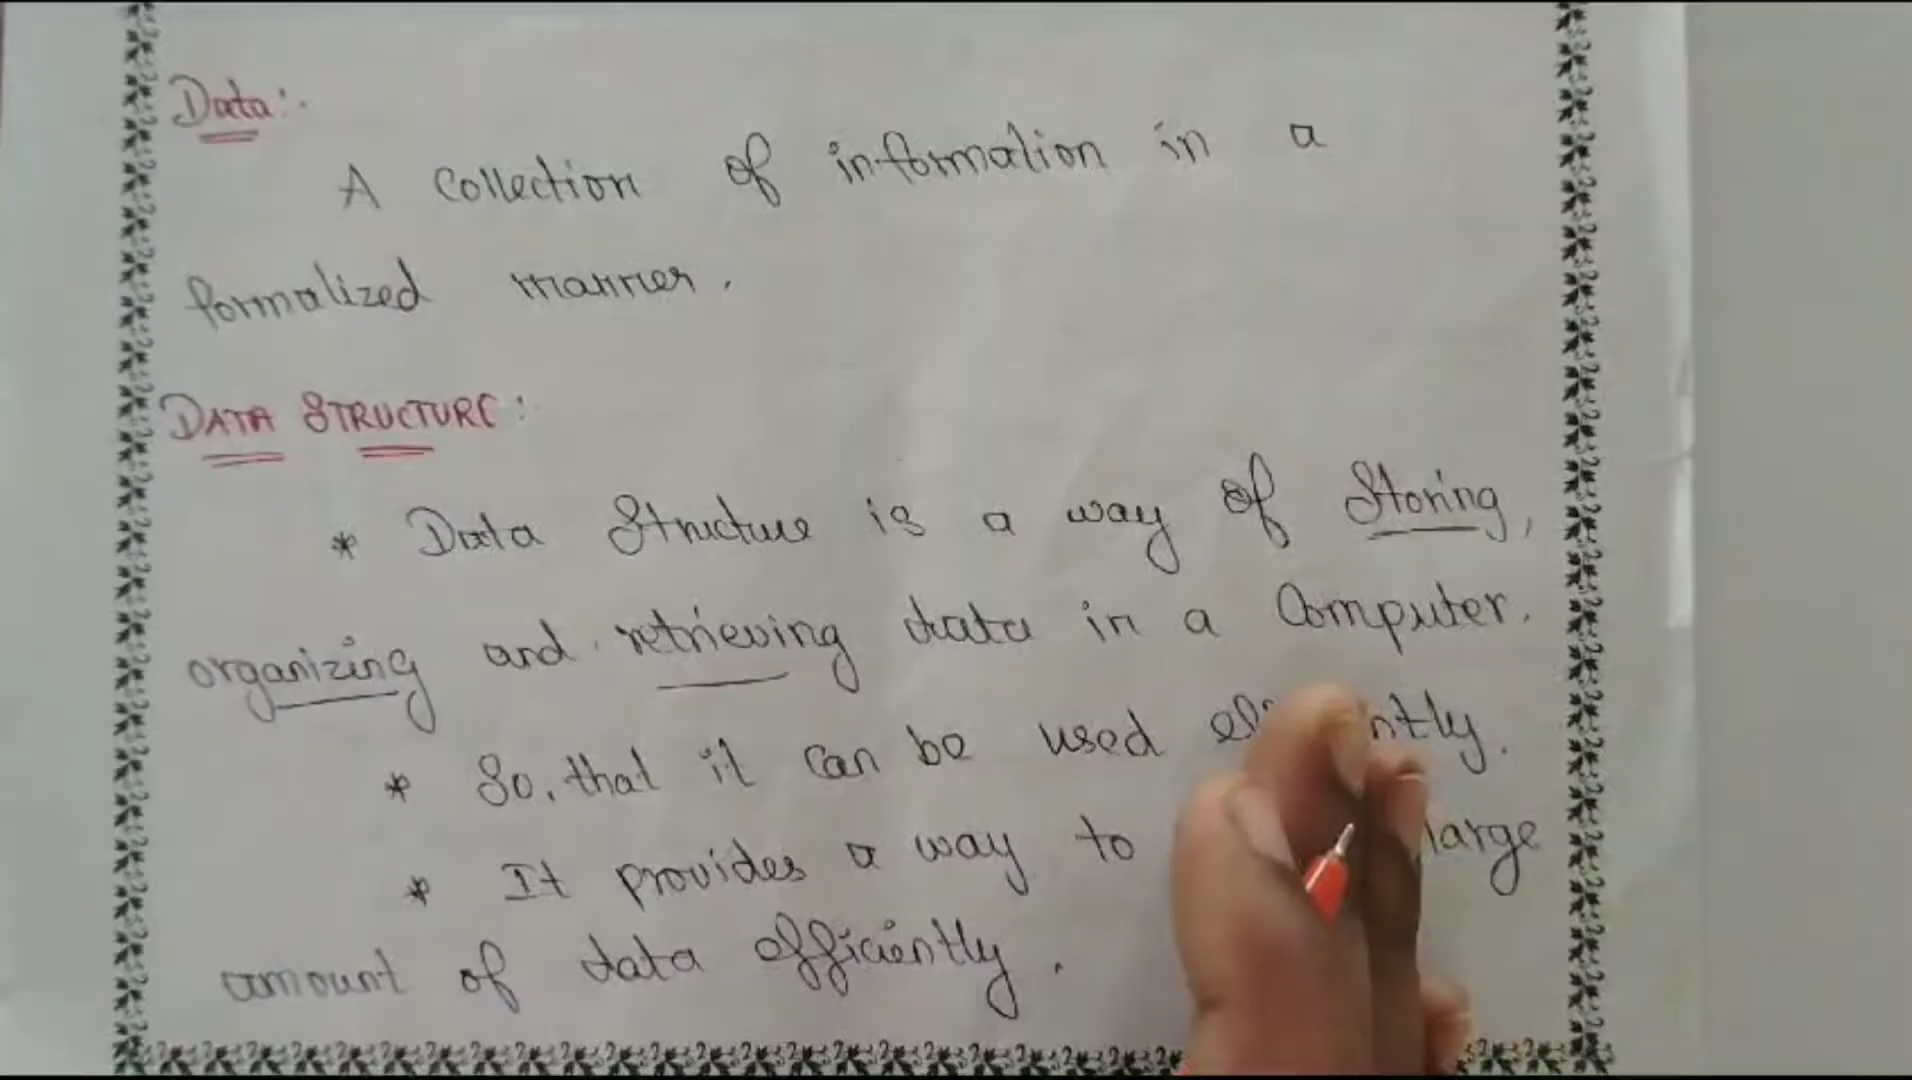 Data:-
A Collection of information in a
formalized manner.
DATA STRUCTURE:
* Data Structure is a way of Storing,
organizing and retrieving data in a Computer.
* So, that it can be used
* It provides a way to large
amount of data efficiently.